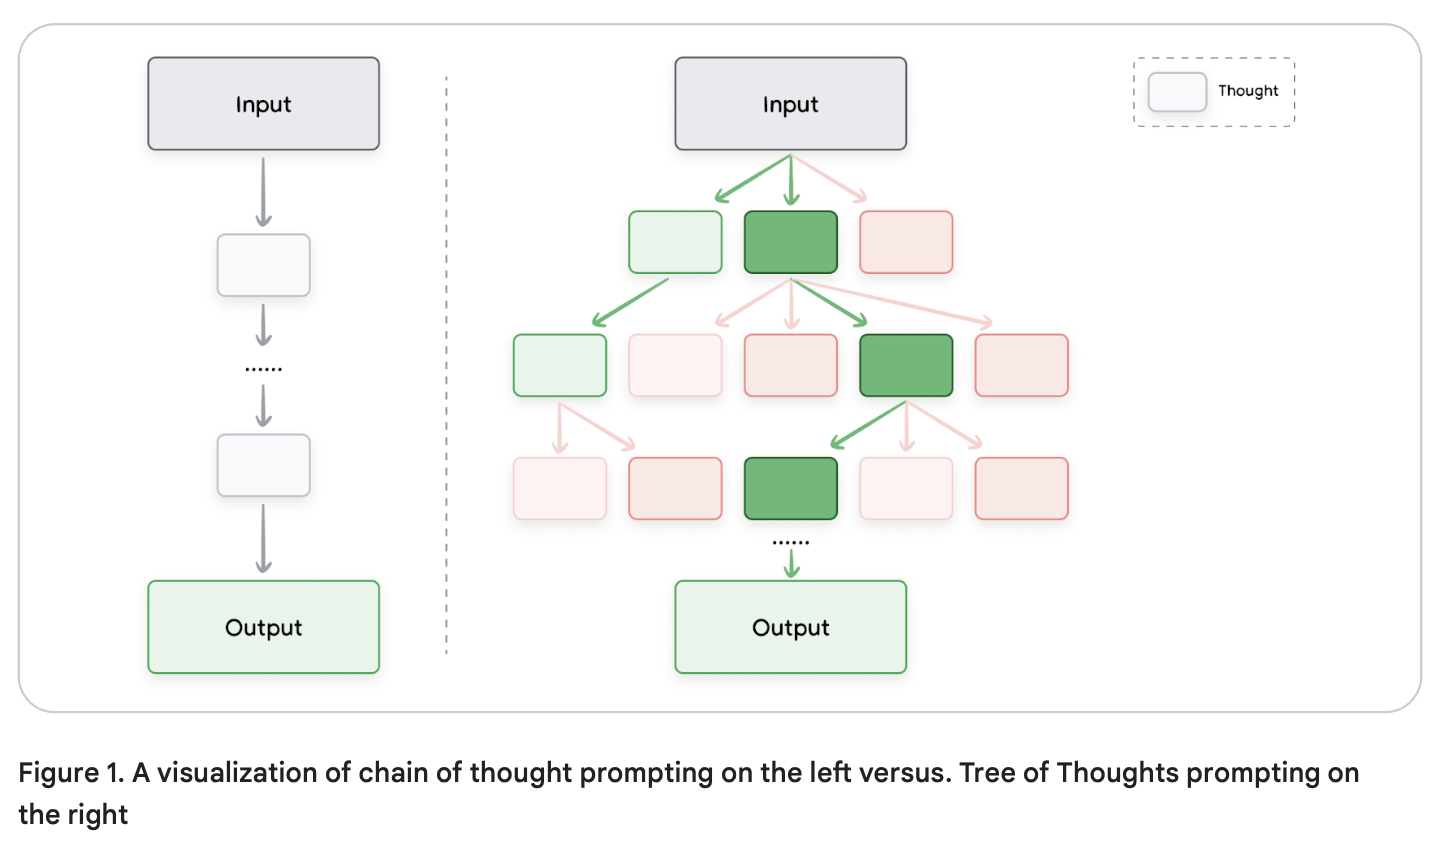 Input
Input
Thought
......
......
Output
Output
Figure 1. A visualization of chain of thought prompting on the left versus. Tree of Thoughts prompting on
the right